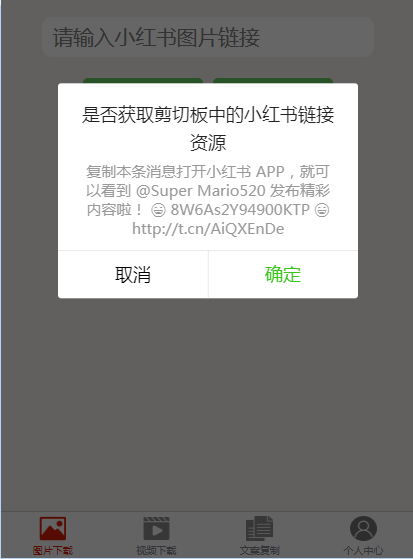 请输入小红书图片链接
是否获取剪切板中的小红书链接
资源
复制本条消息打开小红书 APP，就可
以看到 @Super Mario520 发布精彩
内容啦！ 😄 8W6As2Y94900KTP 😄
http://t.cn/AiQXEnDe
取消 确定
图片下载 视频下载 文案复制 个人中心